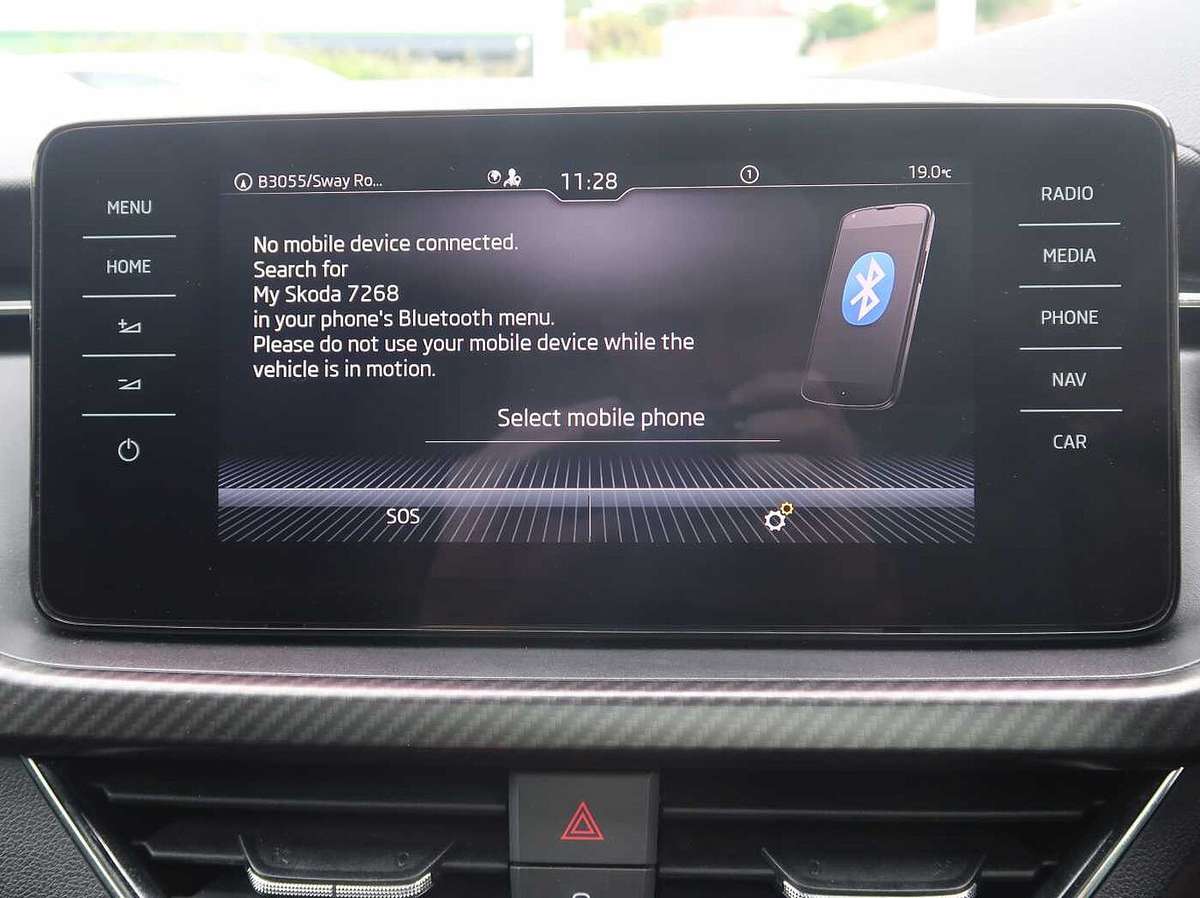 B3055/Sway Ro...
11:28
1
19.0°C
MENU
HOME
No mobile device connected.
Search for
My Skoda 7268
in your phone's Bluetooth menu.
Please do not use your mobile device while the
vehicle is in motion.
Select mobile phone
SOS
RADIO
MEDIA
PHONE
NAV
CAR